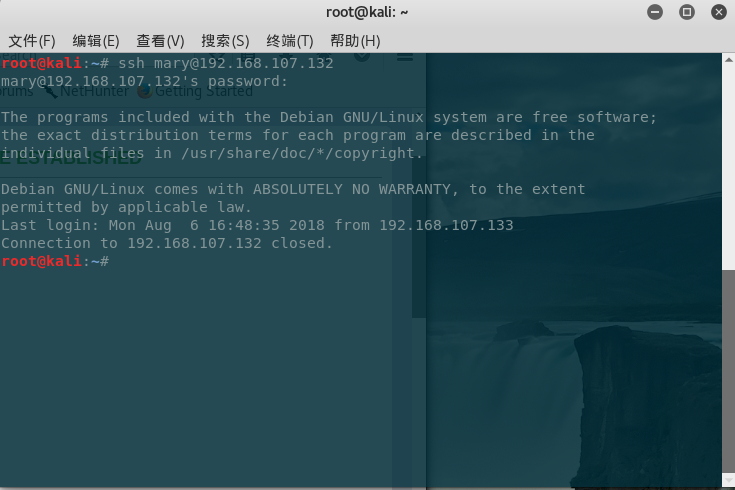 root@kali: ~
文件(F) 编辑(E) 查看(V) 搜索(S) 终端(T) 帮助(H)
root@kali:~# ssh mary@192.168.107.132
mary@192.168.107.132's password:
orums NetHunter Getting Started
The programs included with the Debian GNU/Linux system are free software;
the exact distribution terms for each program are described in the
individual files in /usr/share/doc/*/copyright.
E ESTABLISHED
Debian GNU/Linux comes with ABSOLUTELY NO WARRANTY, to the extent
permitted by applicable law.
Last login: Mon Aug  6 16:48:35 2018 from 192.168.107.133
Connection to 192.168.107.132 closed.
root@kali:~#